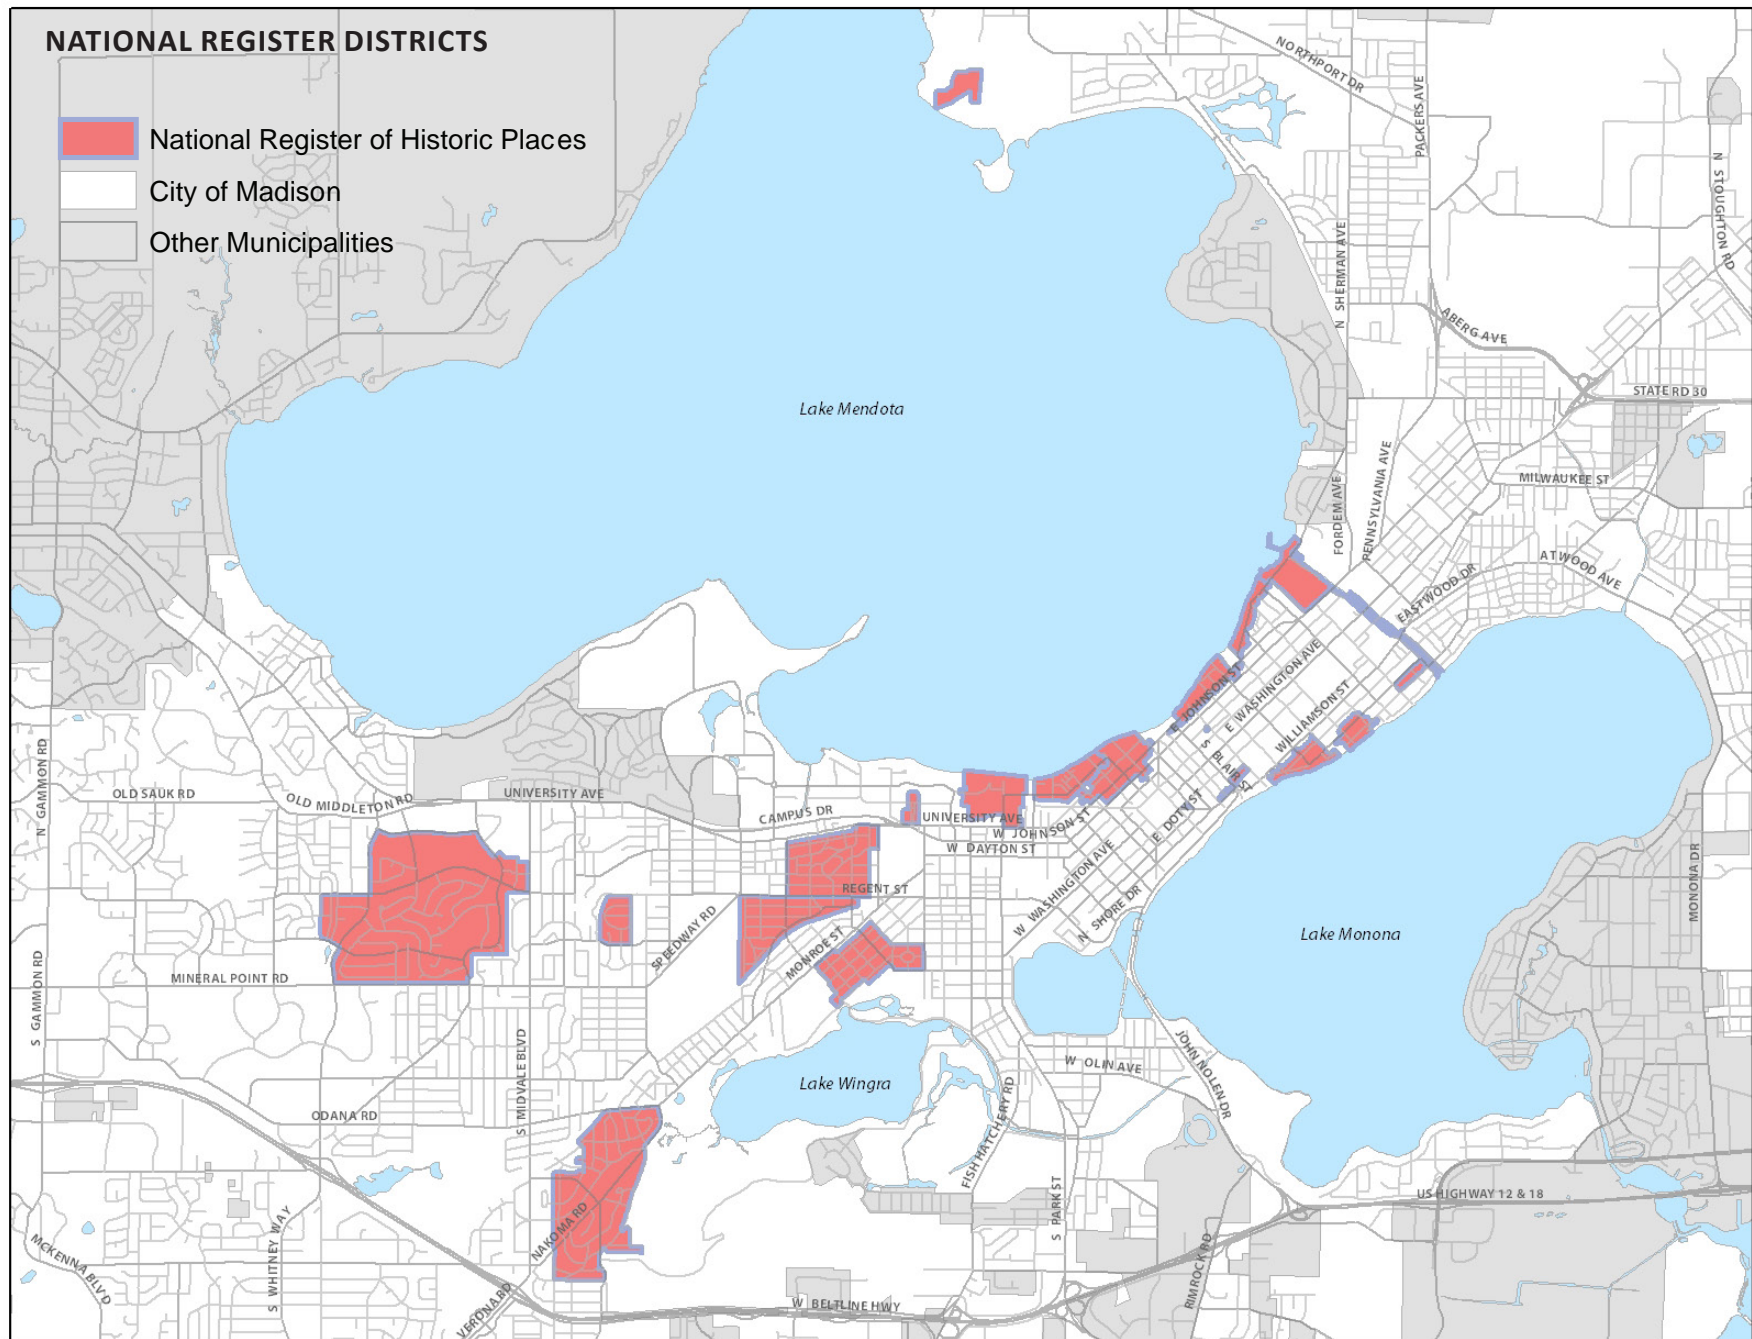 NATIONAL REGISTER DISTRICTS
National Register of Historic Places
City of Madison
Other Municipalities
NORTHPORT DR
PACKERS AVE
N STOUGHTON RD
N SHERMAN AVE
ABERG AVE
STATE RD 30
Lake Mendota
MILWAUKEE ST
PENNSYLVANIA AVE
FORDEM AVE
ATWOOD AVE
EASTWOOD DR
E JOHNSON ST
E WASHINGTON AVE
WILLIAMSON ST
S BLAIR ST
E DOTY ST
N GAMMON RD
OLD SAUK RD
OLD MIDDLETON RD
UNIVERSITY AVE
CAMPUS DR
UNIVERSITY AVE
W JOHNSON ST
W DAYTON ST
W WASHINGTON AVE
N SHORE DR
REGENT ST
SPEEDWAY RD
MONROE ST
MONONA DR
Lake Monona
S GAMMON RD
MINERAL POINT RD
S MIDVALE BLVD
Lake Wingra
W OLIN AVE
JOHN NOLEN DR
FISH HATCHERY RD
ODANA RD
S PARK ST
US HIGHWAY 12 & 18
NAKOMA RD
S WHITNEY WAY
MCKENNA BLVD
VERONA RD
W BELTLINE HWY
RIMROCK RD